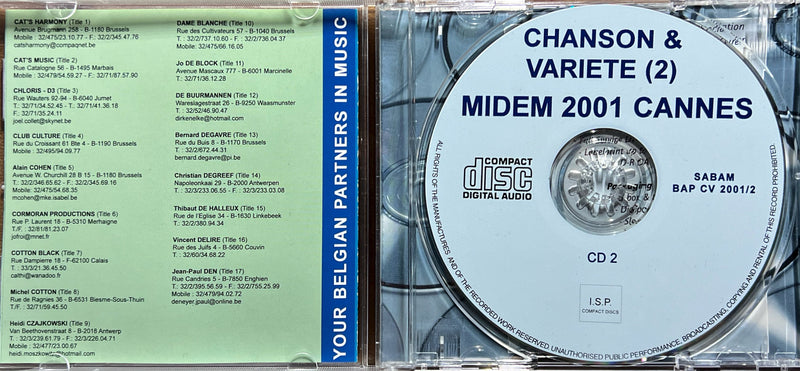 CAT'S HARMONY (Title 1)
Avenue Brugmann 258 - B-1180 Brussels
Mobile : 32/475/23.10.77 - F : 32/2/345.47.76
catsharmony@compaqnet.be
CAT'S MUSIC (Title 2)
Rue Catalogne 56 - B-1495 Marbais
Mobile : 32/479/54.59.27 - F : 32/71/87.57.90
CHLORIS - D3 (Title 3)
Rue Wauters 92-94 - B-6040 Jumet
T : 32/71/34.52.45 - T : 32/71/41.36.18
F : 32/71/35.24.11
joel.collet@skynet.be
CLUB CULTURE (Title 4)
Rue du Croissant 61 Bte 4 - B-1190 Brussels
T/F : 32/95/94.09.77
Alain COHEN (Title 5)
Avenue W. Churchill 28 B 15 - B-1180 Brussels
T : 32/2/346.65.62 - F : 32/2/345.69.16
Mobile : 32/475/54.68.35
mcohen@mke.isabel.be
CORMORAN PRODUCTIONS (Title 6)
Rue P. Laurent 18 - B-5310 Merhaigne
T/F : 32/81/81.23.07
jofroi@mnet.fr
COTTON BLACK (Title 7)
Rue Dampierre 18 - F-62100 Calais
T : 33/3/21.36.45.50
calthi@wanadoo.fr
Michel COTTON (Title 8)
Rue de Ragnies 36 - B-6531 Biesme-Sous-Thuin
T./F. : 32/71/59.45.50
Heidi CZAJKOWSKI (Title 9)
Van Beethovenstraat 8 - B-2018 Antwerp
T : 32/3/239.61.79 - F : 32/3/226.04.71
Mobile : 32/477/23.00.67
heidi.moszkowitz@hotmail.com
DAME BLANCHE (Title 10)
Rue des Cultivateurs 57 - B-1040 Brussels
T : 32/2/737.10.80 - F : 32/2/736.04.37
Mobile : 32/475/66.16.05
Jo DE BLOCK (Title 11)
Avenue Mascaux 777 - B-6001 Marcinelle
T : 32/71/36.12.28
DE BUURMANNEN (Title 12)
Waresiagestraat 26 - B-9250 Waasmunster
T : 32/52/46.90.47
dirkenelke@hotmail.com
Bernard DEGAVRE (Title 13)
Rue du Buis 8 - B-1170 Brussels
T : 32/2/672.44.31
bernard.degavre@pi.be
Christian DEGREEF (Title 14)
Napoleonkaai 29 - B-2000 Antwerpen
T : 32/3/233.06.55 - F : 32/3/233.03.08
Thibaut DE HALLEUX (Title 15)
Rue de l'Eglise 34 - B-1630 Linkebeek
T : 32/2/380.94.34
Vincent DELIRE (Title 16)
Rue des Juifs 4 - B-5660 Couvin
T : 32/60/34.68.22
Jean-Paul DEN (Title 17)
Rue Candries 5 - B-7850 Enghien
T : 32/2/395.56.59 - F : 32/2/755.25.99
Mobile : 32/479/94.02.72
deneyer.jpaul@online.be
YOUR BELGIAN PARTNERS IN MUSIC
CHANSON &
VARIETE (2)
MIDEM 2001 CANNES
COMPACT
disc
DIGITAL AUDIO
SABAM
BAP CV 2001/2
CD 2
I.S.P.
COMPACT DISCS
ALL RIGHTS OF THE MANUFACTURERS AND OF THE RECORDED WORK RESERVED. UNAUTHORISED PUBLIC PERFORMANCE, BROADCASTING, COPYING AND RENTAL OF THIS RECORD PROHIBITED.